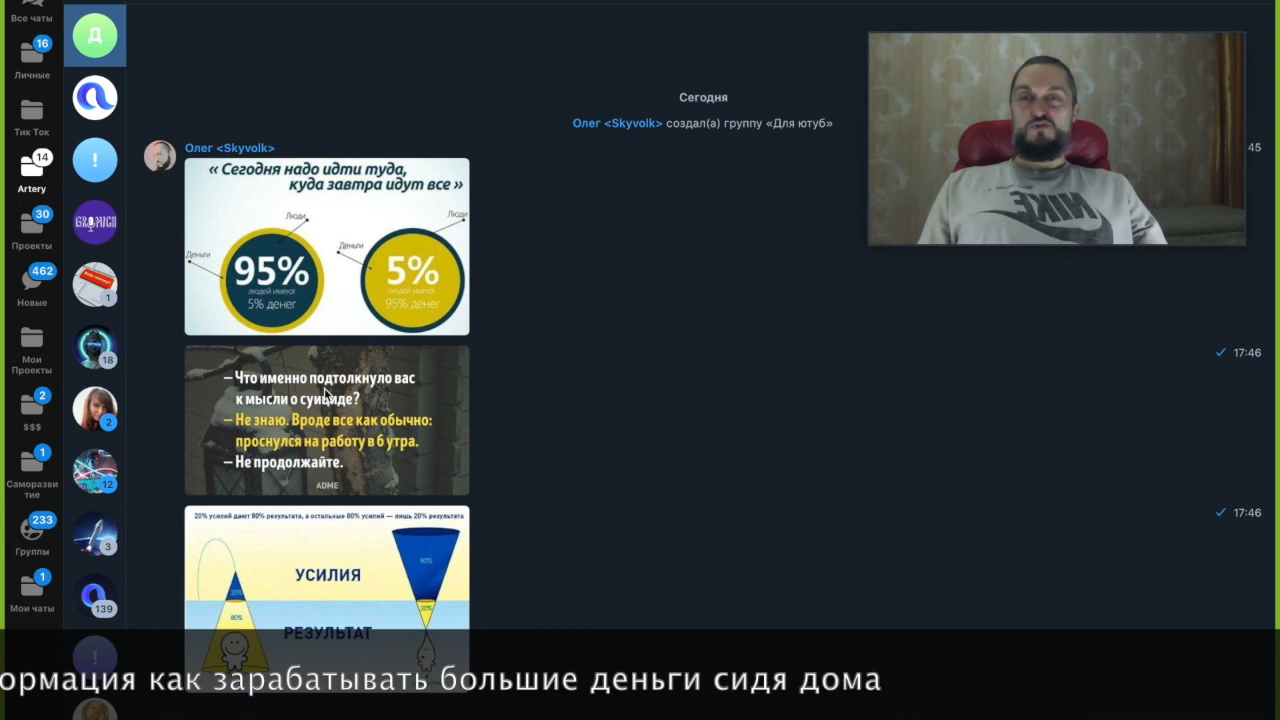 Все чаты
16
Личные
Тик Ток
14
Artery
30
Проекты
462
Новые
Мои
Проекты
2
$$$
1
Саморазви
тие
233
Группы
1
Мои чаты
Д
!
1
18
2
12
3
139
Сегодня
Олег <Skyvolk> создал(а) группу «Для ютуб»
45
Олег <Skyvolk>
« Сегодня надо идти туда,
куда завтра идут все »
Люди
Люди
Деньги
Деньги
95%
людей имеют
5% денег
5%
людей имеют
95% денег
17:46
– Что именно подтолкнуло вас
к мысли о суициде?
– Не знаю. Вроде все как обычно:
проснулся на работу в 6 утра.
– Не продолжайте.
ADME
17:46
20% усилий дают 80% результата, а остальные 80% усилий — лишь 20% результата
УСИЛИЯ
80%
20%
80%
20%
РЕЗУЛЬТАТ
NIKE
ормация как зарабатывать большие деньги сидя дома